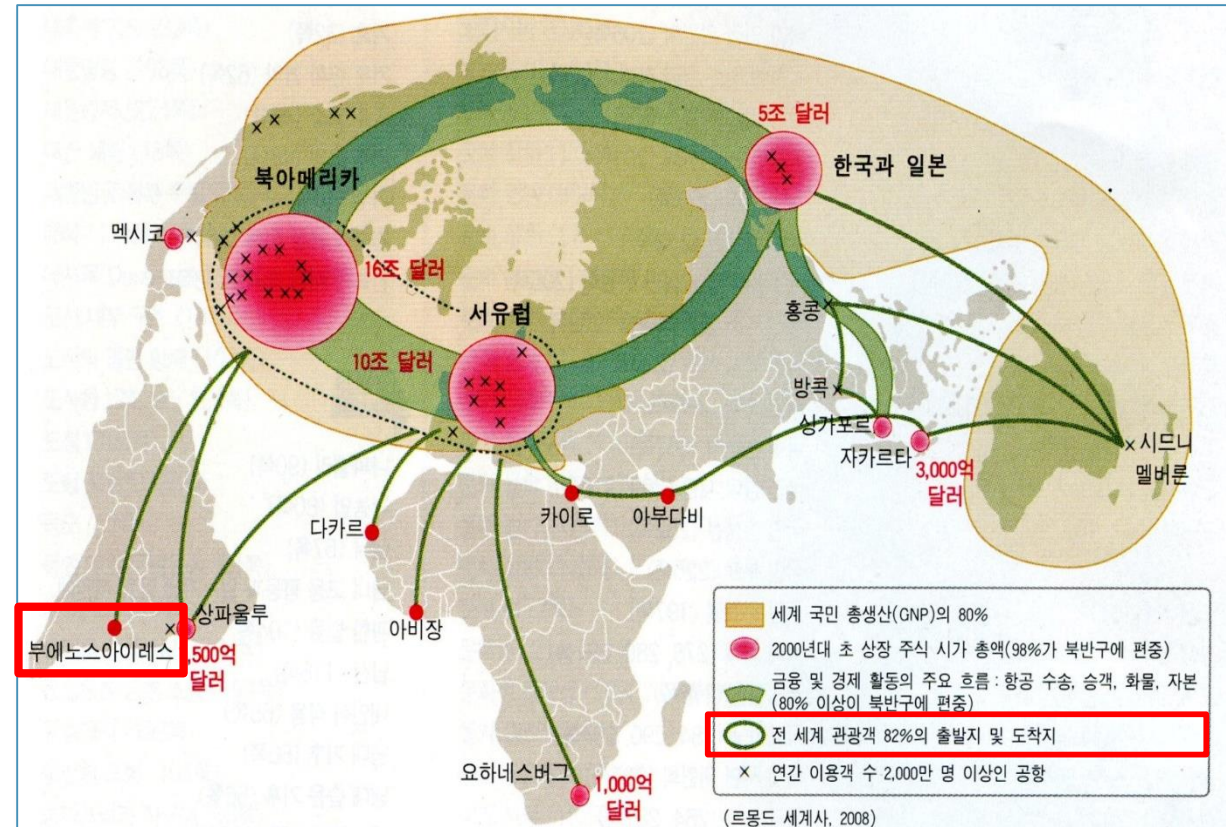 5조 달러
한국과 일본
북아메리카
멕시코
16조 달러
서유럽
10조 달러
홍콩
방콕
싱가포르
자카르타
3,000억
달러
시드니
멜버른
카이로
아부다비
다카르
아비장
상파울루
부에노스아이레스
,500억
달러
요하네스버그
1,000억
달러
세계 국민 총생산(GNP)의 80%
2000년대 초 상장 주식 시가 총액(98%가 북반구에 편중)
금융 및 경제 활동의 주요 흐름 : 항공 수송, 승객, 화물, 자본
(80% 이상이 북반구에 편중)
전 세계 관광객 82%의 출발지 및 도착지
연간 이용객 수 2,000만 명 이상인 공항
(르몽드 세계사, 2008)